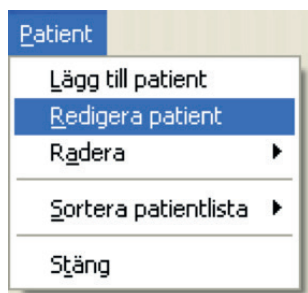 Patient
Lägg till patient
Redigera patient
Radera
Sortera patientlista
Stäng